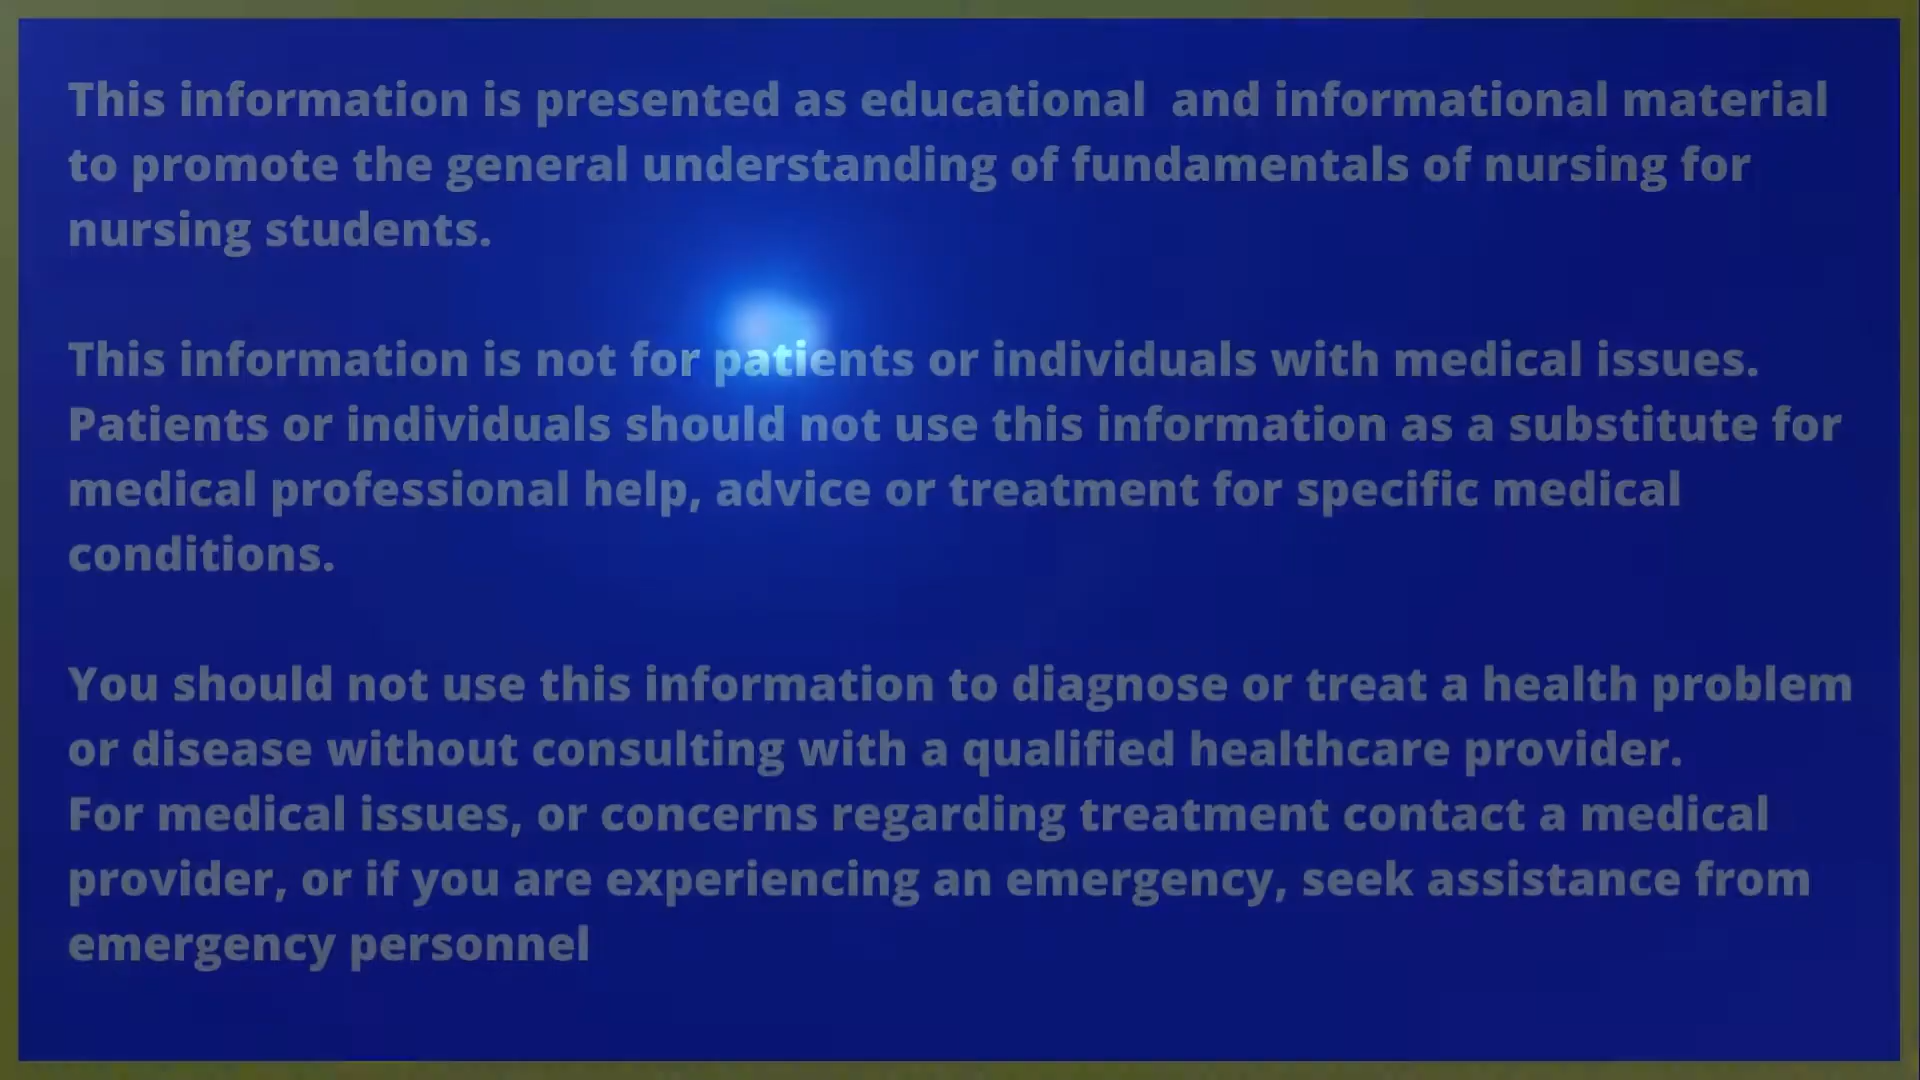 This information is presented as educational  and informational material
to promote the general understanding of fundamentals of nursing for
nursing students.
This information is not for patients or individuals with medical issues.
Patients or individuals should not use this information as a substitute for
medical professional help, advice or treatment for specific medical
conditions.
You should not use this information to diagnose or treat a health problem
or disease without consulting with a qualified healthcare provider.
For medical issues, or concerns regarding treatment contact a medical
provider, or if you are experiencing an emergency, seek assistance from
emergency personnel